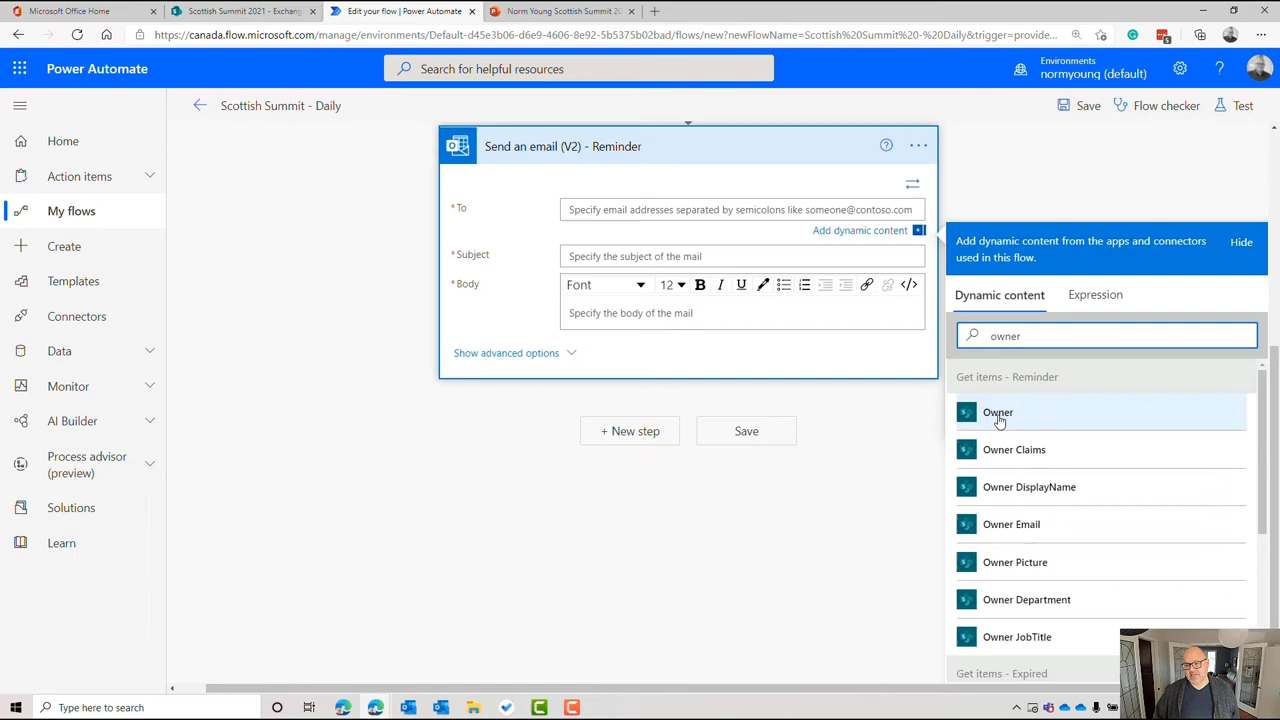 Microsoft Office Home
Scottish Summit 2021 - Exchang
Edit your flow | Power Automate
Norm Young Scottish Summit 20
https://canada.flow.microsoft.com/manage/environments/Default-d45e3b06-d6e9-4606-8e92-5b5375b02bad/flows/new?newFlowName=Scottish%20Summit%20-%20Daily&trigger=provide...
5
Power Automate
Search for helpful resources
Environments
normyoung (default)
?
Scottish Summit - Daily
Save
Flow checker
Test
Home
Action items
My flows
Create
Templates
Connectors
Data
Monitor
AI Builder
Process advisor
(preview)
Solutions
Learn
Send an email (V2) - Reminder
* To
Specify email addresses separated by semicolons like someone@contoso.com
Add dynamic content
* Subject
Specify the subject of the mail
* Body
Font
12
B I U
</>
Specify the body of the mail
Show advanced options
+ New step
Save
Add dynamic content from the apps and connectors
used in this flow.
Hide
Dynamic content
Expression
owner
Get items - Reminder
Owner
Owner Claims
Owner DisplayName
Owner Email
Owner Picture
Owner Department
Owner JobTitle
Get items - Expired
Type here to search